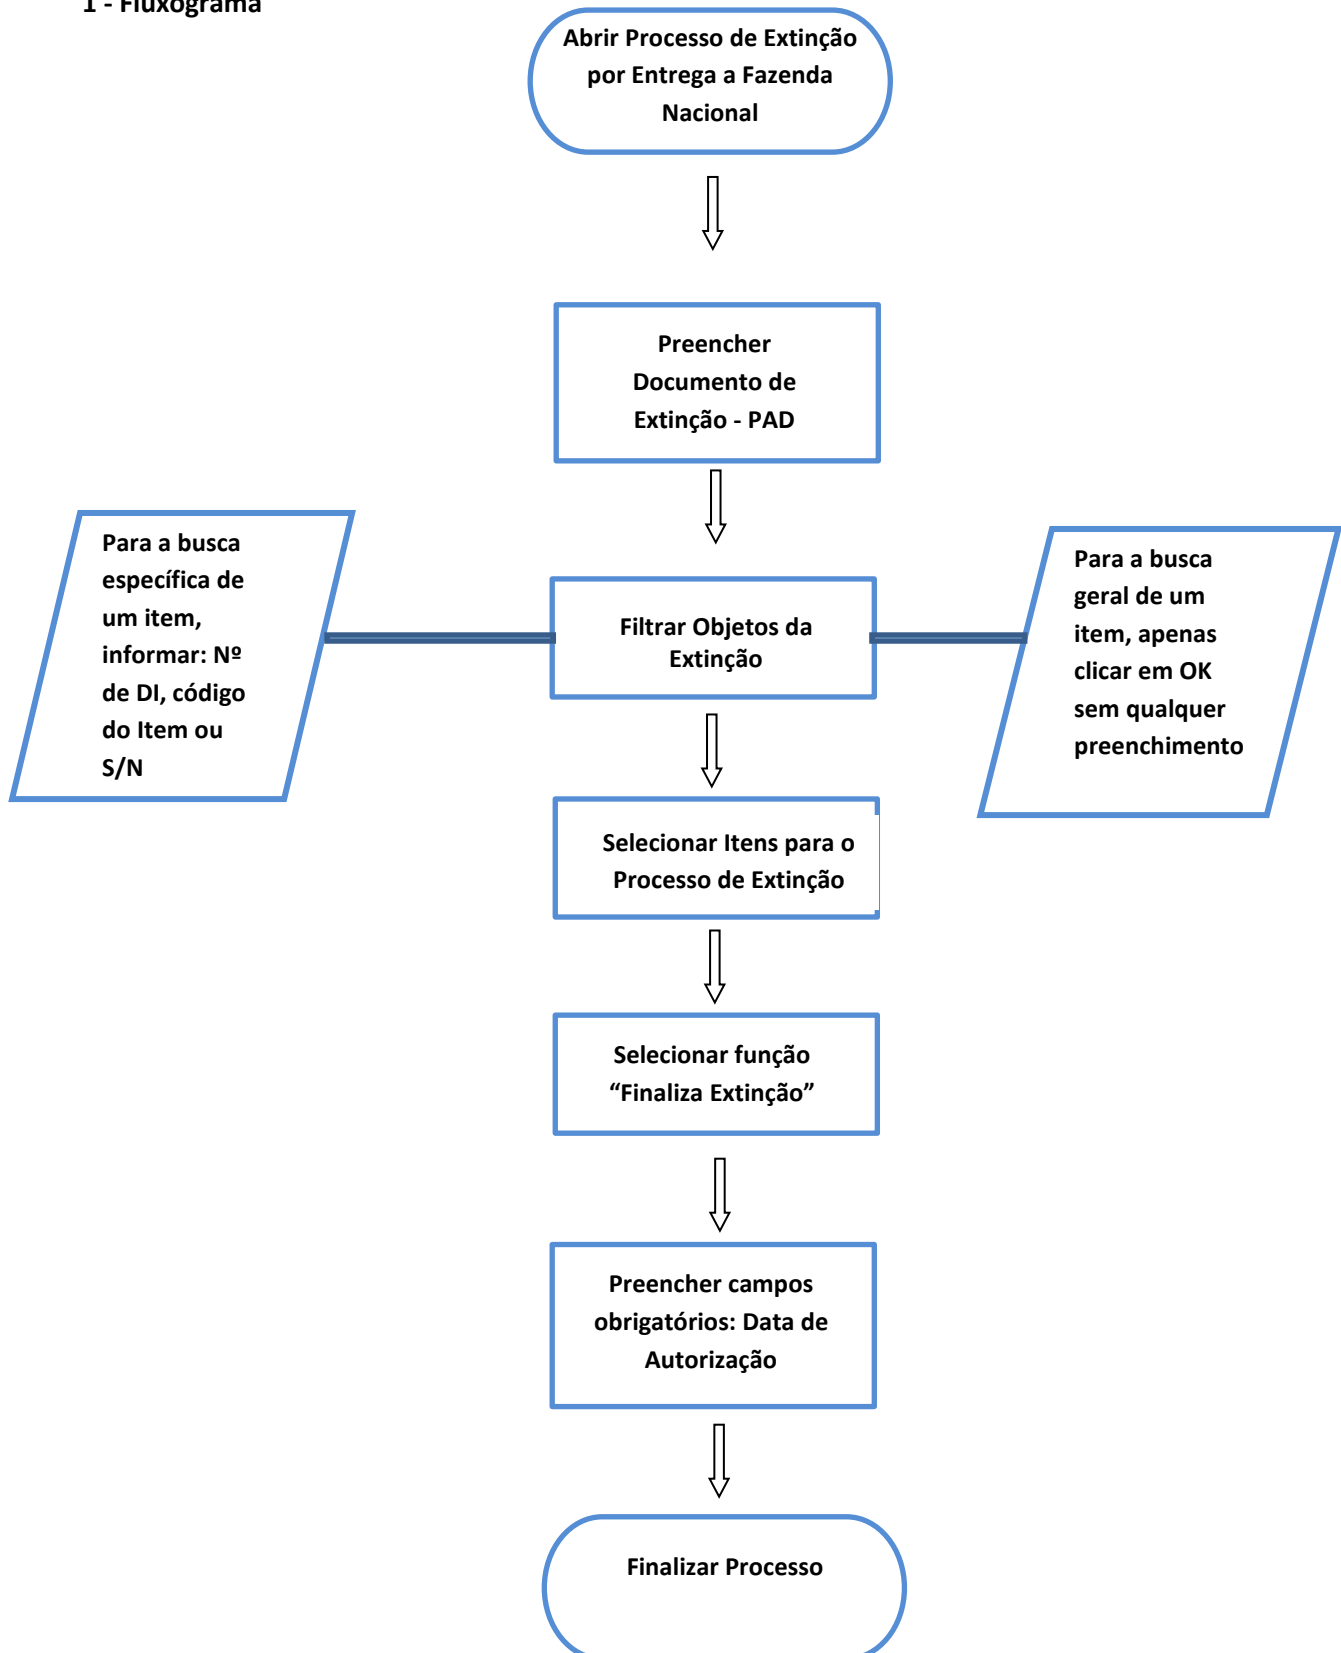 1 - Fluxograma
Abrir Processo de Extinção
por Entrega a Fazenda
Nacional
Preencher
Documento de
Extinção - PAD
Para a busca
específica de
um item,
informar: Nº
de DI, código
do Item ou
S/N
Filtrar Objetos da
Extinção
Para a busca
geral de um
item, apenas
clicar em OK
sem qualquer
preenchimento
Selecionar Itens para o
Processo de Extinção
Selecionar função
“Finaliza Extinção”
Preencher campos
obrigatórios: Data de
Autorização
Finalizar Processo